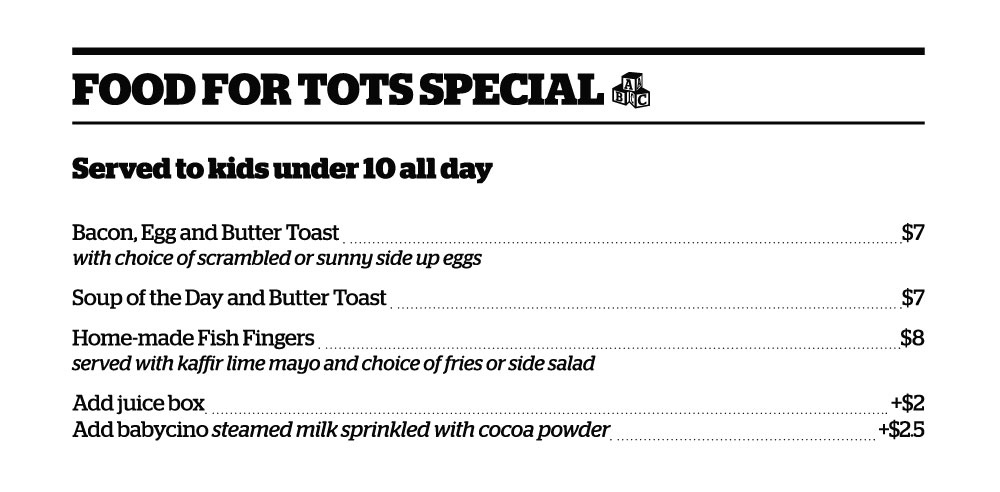 FOOD FOR TOTS SPECIAL A B C
Served to kids under 10 all day
Bacon, Egg and Butter Toast $7
with choice of scrambled or sunny side up eggs
Soup of the Day and Butter Toast $7
Home-made Fish Fingers $8
served with kaffir lime mayo and choice of fries or side salad
Add juice box +$2
Add babycino steamed milk sprinkled with cocoa powder +$2.5